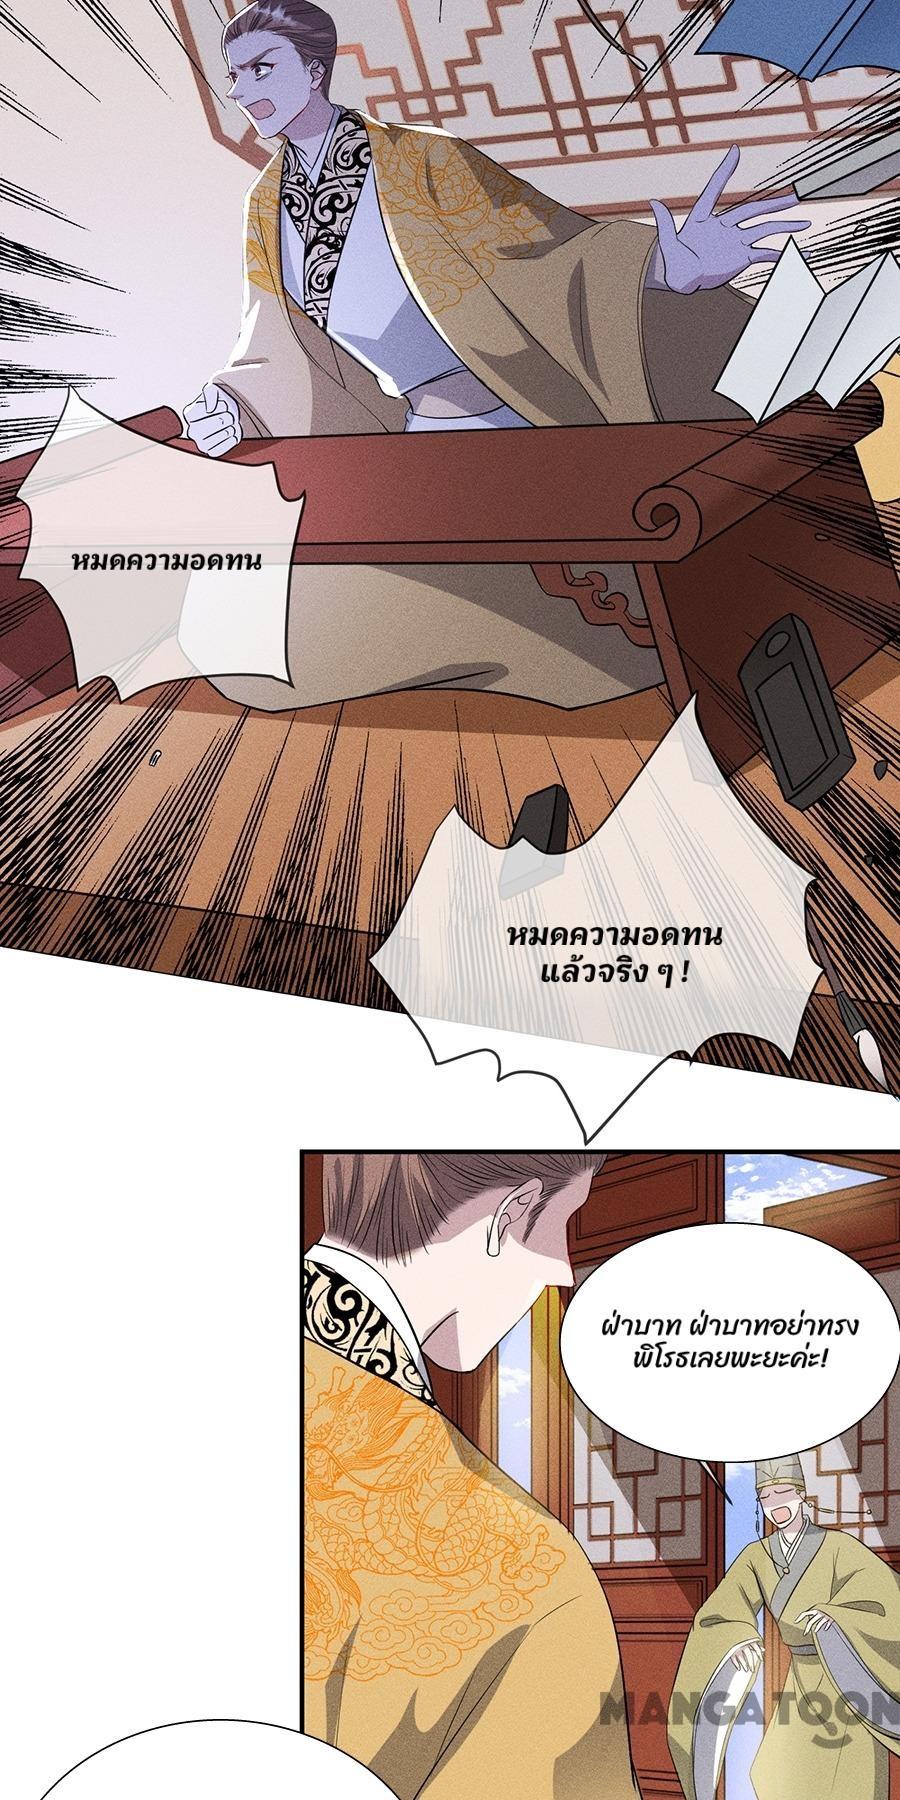 หมดความอดทน
หมดความอดทน
แล้วจริง ๆ !
ฝ่าบาท ฝ่าบาทอย่าทรง
พิโรธเลยพะยะค่ะ!
MANGATOON